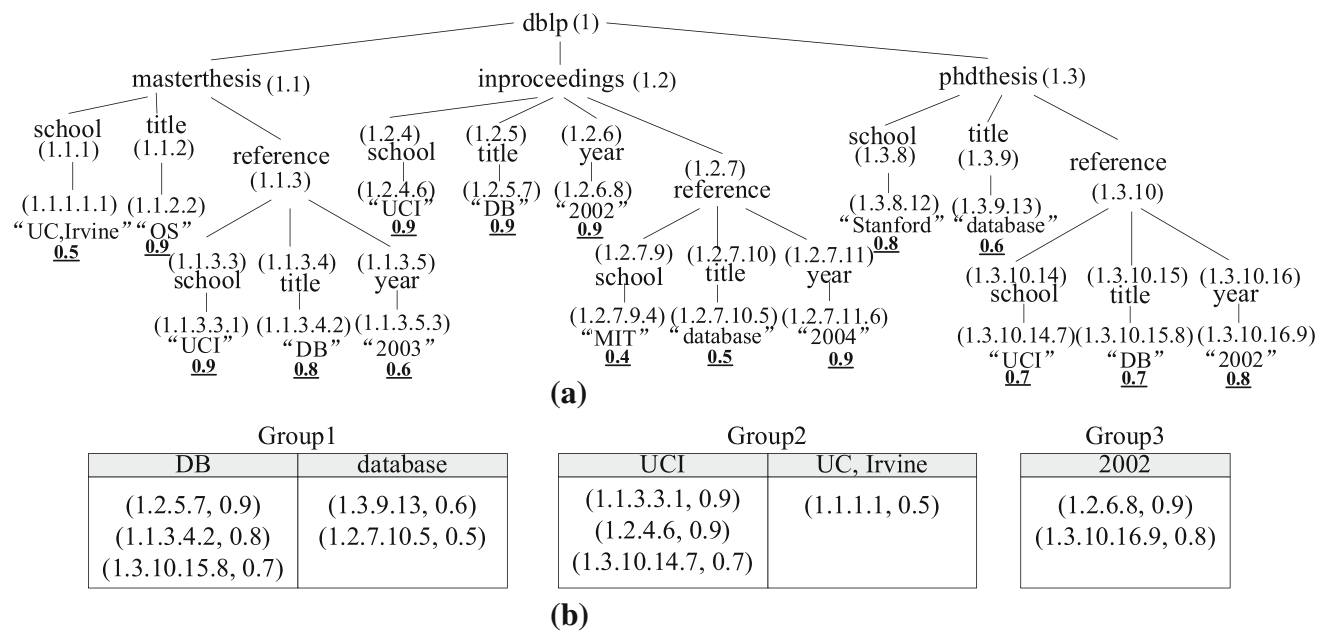 dblp (1)
masterthesis (1.1)
inproceedings (1.2)
phdthesis (1.3)
school
(1.1.1)
title
(1.1.2)
reference
(1.1.3)
(1.2.4)
school
(1.2.5)
title
(1.2.6)
year
(1.2.7)
reference
school
(1.3.8)
title
(1.3.9)
reference
(1.3.10)
(1.1.1.1.1)
“UC,Irvine”
0.5
(1.1.2.2)
“OS”
0.9
(1.2.4.6)
“UCI”
0.9
(1.2.5.7)
“DB”
0.9
(1.2.6.8)
“2002”
0.9
(1.3.8.12)
“Stanford”
0.8
(1.3.9.13)
“database”
0.6
(1.1.3.3)
school
(1.1.3.4)
title
(1.1.3.5)
year
(1.2.7.9)
school
(1.2.7.10)
title
(1.2.7.11)
year
(1.3.10.14)
school
(1.3.10.15)
title
(1.3.10.16)
year
(1.1.3.3.1)
“UCI”
0.9
(1.1.3.4.2)
“DB”
0.8
(1.1.3.5.3)
“2003”
0.6
(1.2.7.9.4)
“MIT”
0.4
(1.2.7.10.5)
“database”
0.5
(1.2.7.11.6)
“2004”
0.9
(1.3.10.14.7)
“UCI”
0.7
(1.3.10.15.8)
“DB”
0.7
(1.3.10.16.9)
“2002”
0.8
(a)
Group1
DB database
(1.2.5.7, 0.9) (1.3.9.13, 0.6)
(1.1.3.4.2, 0.8) (1.2.7.10.5, 0.5)
(1.3.10.15.8, 0.7)
Group2
UCI UC, Irvine
(1.1.3.3.1, 0.9) (1.1.1.1, 0.5)
(1.2.4.6, 0.9)
(1.3.10.14.7, 0.7)
Group3
2002
(1.2.6.8, 0.9)
(1.3.10.16.9, 0.8)
(b)